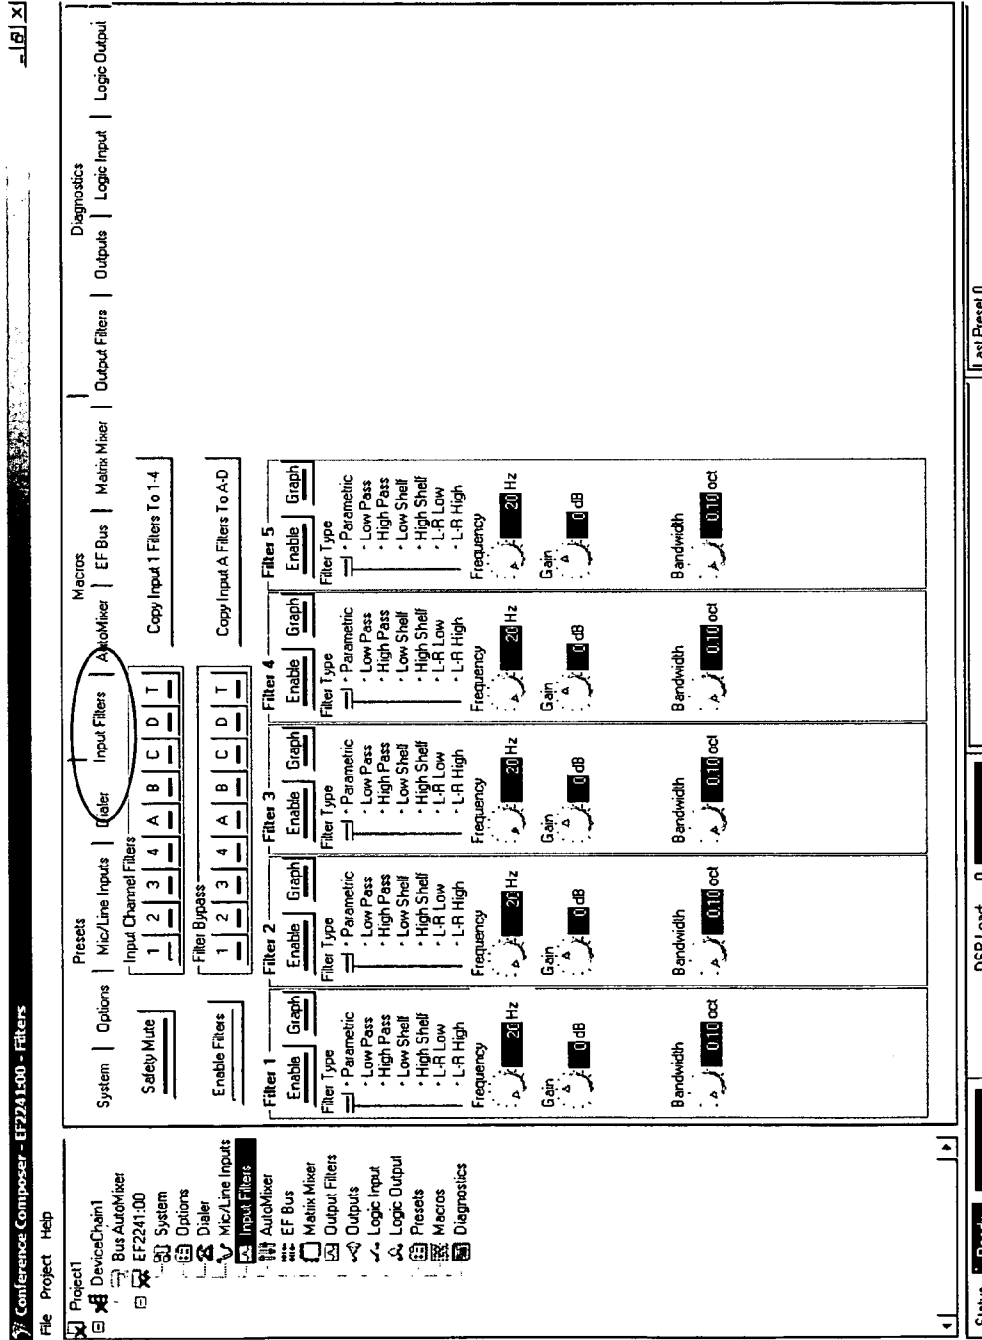 Conference Composer - EF2241:00 - Filters
File Project Help
Project1
DeviceChain1
Bus AutoMixer
EF2241:00
System
Options
Dialer
Mic/Line Inputs
Input Filters
AutoMixer
EF Bus
Matrix Mixer
Output Filters
Outputs
Logic Input
Logic Output
Presets
Macros
Diagnostics
Presets Macros Diagnostics
System Options Mic/Line Inputs Dialer Input Filters AutoMixer EF Bus Matrix Mixer Output Filters Outputs Logic Input Logic Output
Safety Mute
Input Channel Filters
1 2 3 4 A B C D T
Copy Input 1 Filters To 1-4
Enable Filters
Filter Bypass
1 2 3 4 A B C D T
Copy Input A Filters To A-D
Filter 1
Enable Graph
Filter Type
Parametric
Low Pass
High Pass
Low Shelf
High Shelf
L-R Low
L-R High
Frequency
20 Hz
Gain
0 dB
Bandwidth
0.10 oct
Filter 2
Enable Graph
Filter Type
Parametric
Low Pass
High Pass
Low Shelf
High Shelf
L-R Low
L-R High
Frequency
20 Hz
Gain
0 dB
Bandwidth
0.10 oct
Filter 3
Enable Graph
Filter Type
Parametric
Low Pass
High Pass
Low Shelf
High Shelf
L-R Low
L-R High
Frequency
20 Hz
Gain
0 dB
Bandwidth
0.10 oct
Filter 4
Enable Graph
Filter Type
Parametric
Low Pass
High Pass
Low Shelf
High Shelf
L-R Low
L-R High
Frequency
20 Hz
Gain
0 dB
Bandwidth
0.10 oct
Filter 5
Enable Graph
Filter Type
Parametric
Low Pass
High Pass
Low Shelf
High Shelf
L-R Low
L-R High
Frequency
20 Hz
Gain
0 dB
Bandwidth
0.10 oct
Status Ready DSP Load 0 Last Preset 0